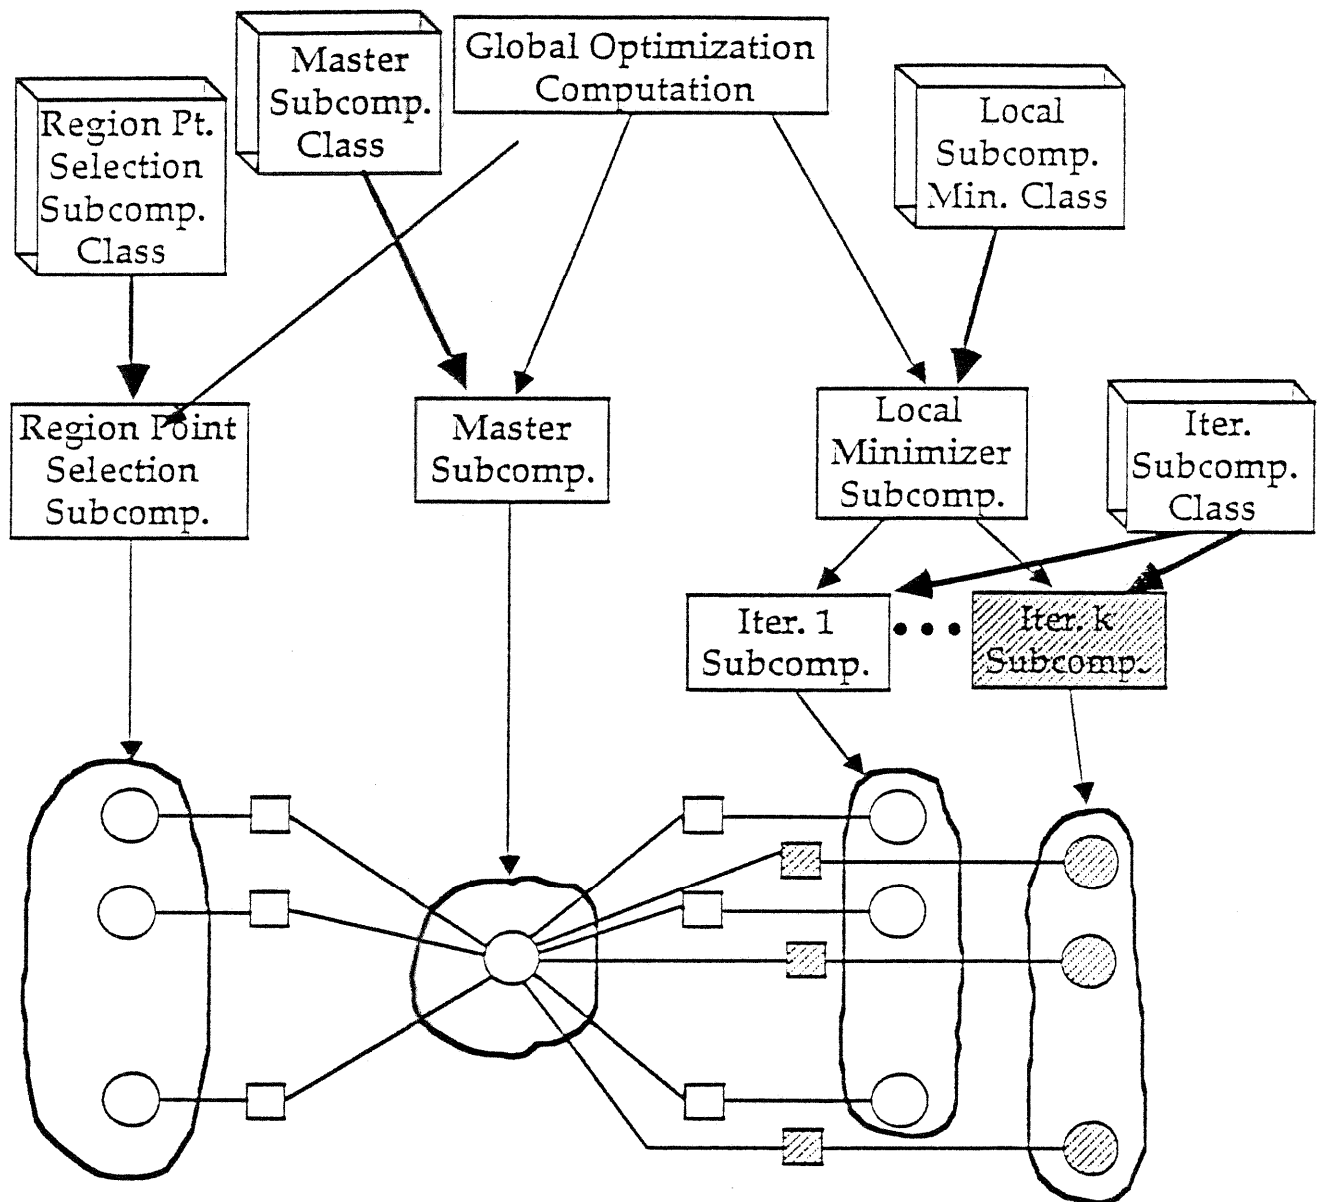 Master
Subcomp.
Class
Global Optimization
Computation
Region Pt.
Selection
Subcomp.
Class
Local
Subcomp.
Min. Class
Region Point
Selection
Subcomp.
Master
Subcomp.
Local
Minimizer
Subcomp.
Iter.
Subcomp.
Class
Iter. 1
Subcomp.
• • •
Iter. k
Subcomp.